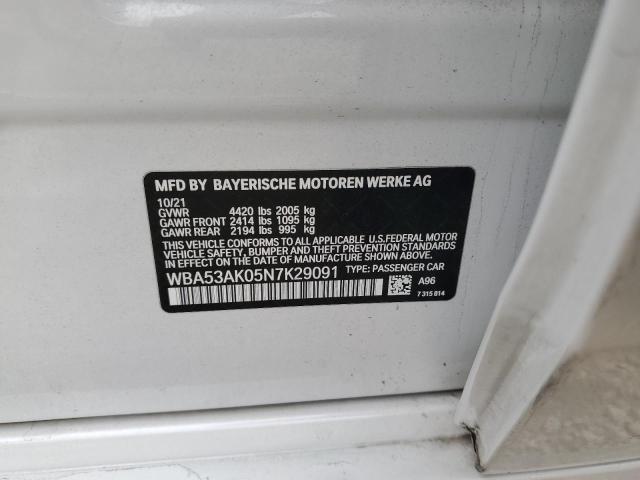 MFD BY BAYERISCHE MOTOREN WERKE AG
10/21
GVWR 4420 lbs 2005 kg
GAWR FRONT 2414 lbs 1095 kg
GAWR REAR 2194 lbs 995 kg
THIS VEHICLE CONFORMS TO ALL APPLICABLE U.S.FEDERAL MOTOR
VEHICLE SAFETY, BUMPER AND THEFT PREVENTION STANDARDS
IN EFFECT ON THE DATE OF MANUFACTURE SHOWN ABOVE.
WBA53AK05N7K29091 TYPE: PASSENGER CAR
A96
7 315 814